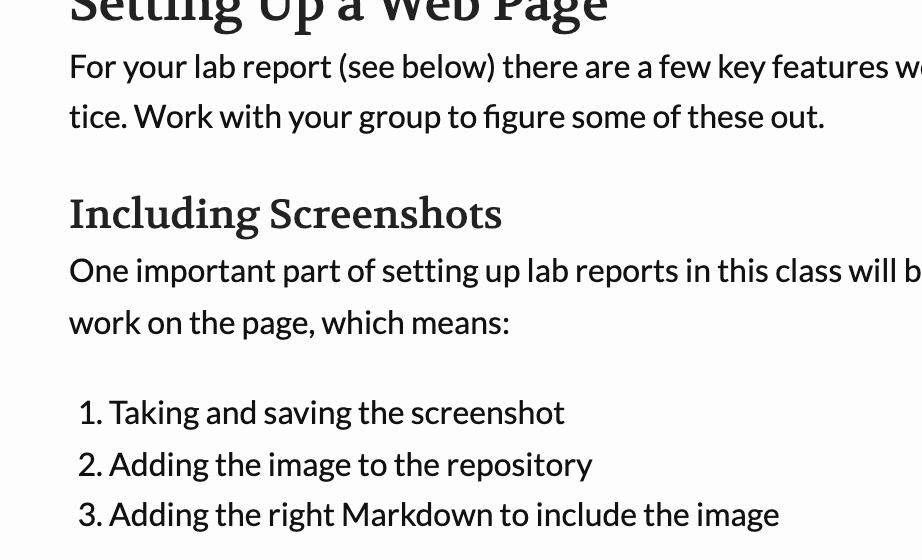 Setting Up a Web Page
For your lab report (see below) there are a few key features
tice. Work with your group to figure some of these out.
Including Screenshots
One important part of setting up lab reports in this class will
work on the page, which means:
1. Taking and saving the screenshot
2. Adding the image to the repository
3. Adding the right Markdown to include the image